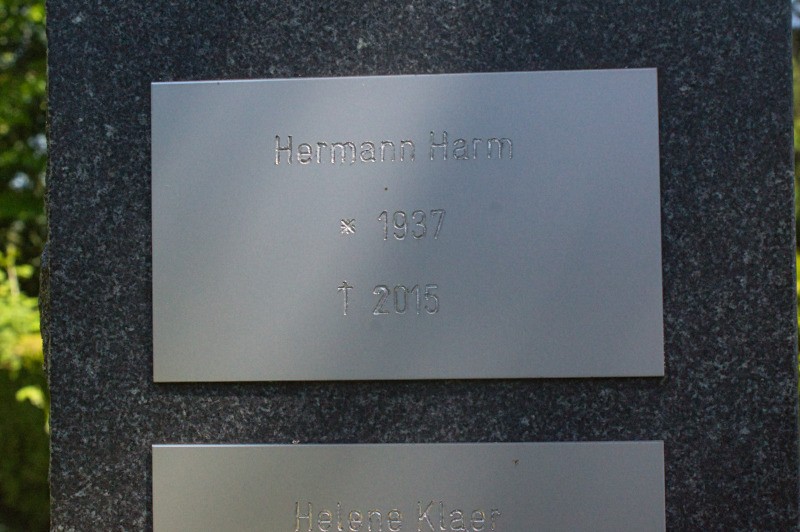 Hermann Harm
* 1937
† 2015
Helene Klaer